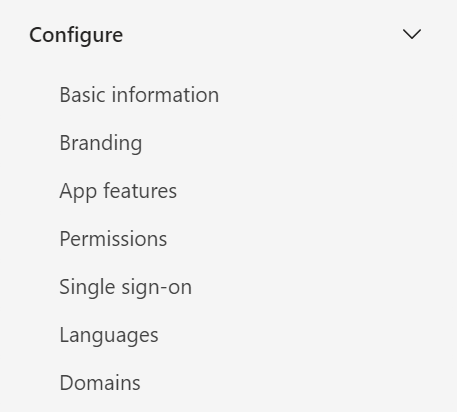 Configure
Basic information
Branding
App features
Permissions
Single sign-on
Languages
Domains